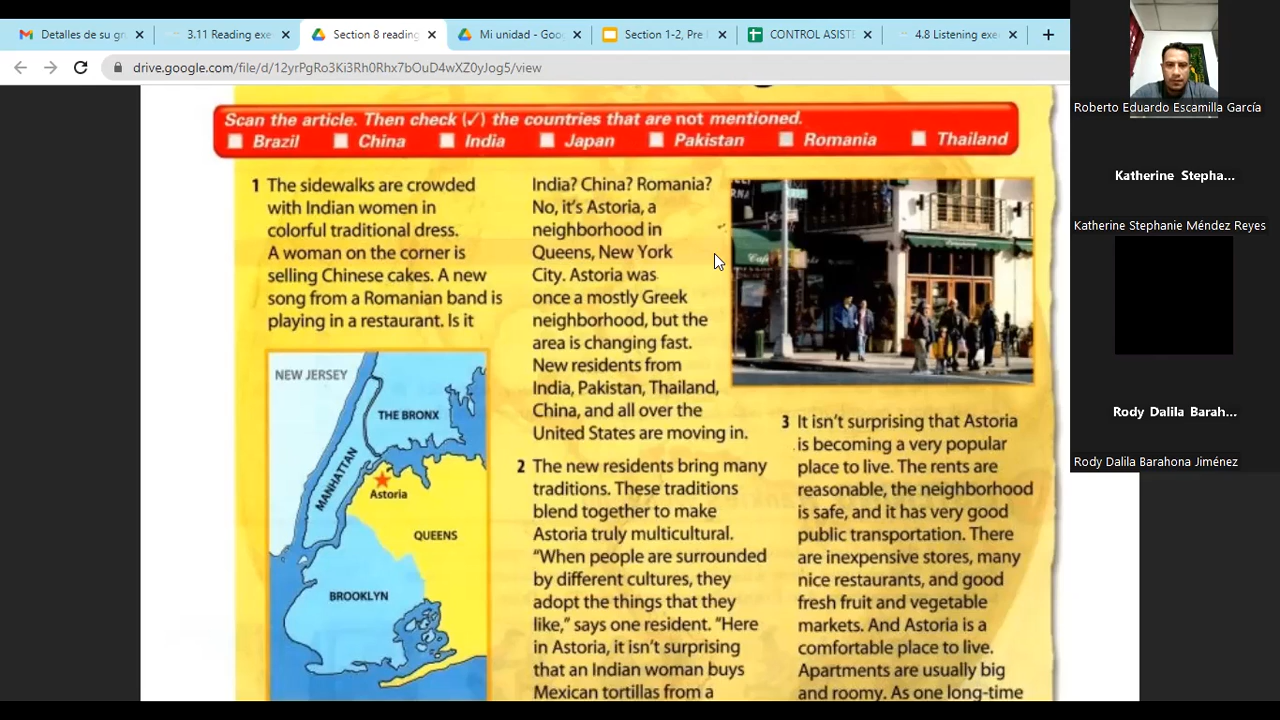 Detalles de su gr
3.11 Reading exe
Section 8 reading
Mi unidad - Goo
Section 1-2, Pre I
CONTROL ASIST
4.8 Listening exe
drive.google.com/file/d/12yrPgRo3Ki3Rh0Rhx7bOuD4wXZ0yJog5/view
Scan the article. Then check (✓) the countries that are not mentioned.
Brazil China India Japan Pakistan Romania Thailand
1 The sidewalks are crowded
with Indian women in
colorful traditional dress.
A woman on the corner is
selling Chinese cakes. A new
song from a Romanian band is
playing in a restaurant. Is it
NEW JERSEY
THE BRONX
MANHATTAN
Astoria
QUEENS
BROOKLYN
India? China? Romania?
No, it's Astoria, a
neighborhood in
Queens, New York
City. Astoria was
once a mostly Greek
neighborhood, but the
area is changing fast.
New residents from
India, Pakistan, Thailand,
China, and all over the
United States are moving in.
2 The new residents bring many
traditions. These traditions
blend together to make
Astoria truly multicultural.
"When people are surrounded
by different cultures, they
adopt the things that they
like," says one resident. "Here
in Astoria, it isn't surprising
that an Indian woman buys
Mexican tortillas from a
3 It isn't surprising that Astoria
is becoming a very popular
place to live. The rents are
reasonable, the neighborhood
is safe, and it has very good
public transportation. There
are inexpensive stores, many
nice restaurants, and good
fresh fruit and vegetable
markets. And Astoria is a
comfortable place to live.
Apartments are usually big
and roomy. As one long-time
Roberto Eduardo Escamilla García
Katherine Stepha...
Katherine Stephanie Méndez Reyes
Rody Dalila Barah...
Rody Dalila Barahona Jiménez